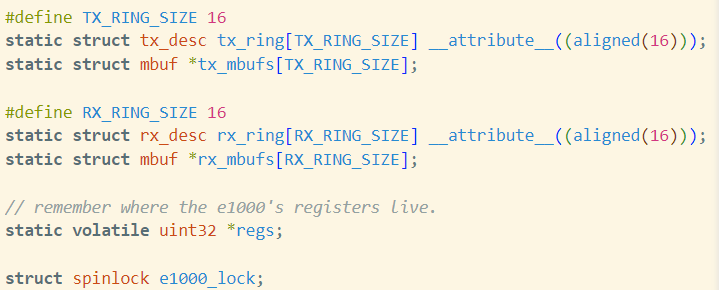 #define TX_RING_SIZE 16
static struct tx_desc tx_ring[TX_RING_SIZE] __attribute__((aligned(16)));
static struct mbuf *tx_mbufs[TX_RING_SIZE];
#define RX_RING_SIZE 16
static struct rx_desc rx_ring[RX_RING_SIZE] __attribute__((aligned(16)));
static struct mbuf *rx_mbufs[RX_RING_SIZE];
// remember where the e1000's registers live.
static volatile uint32 *regs;
struct spinlock e1000_lock;